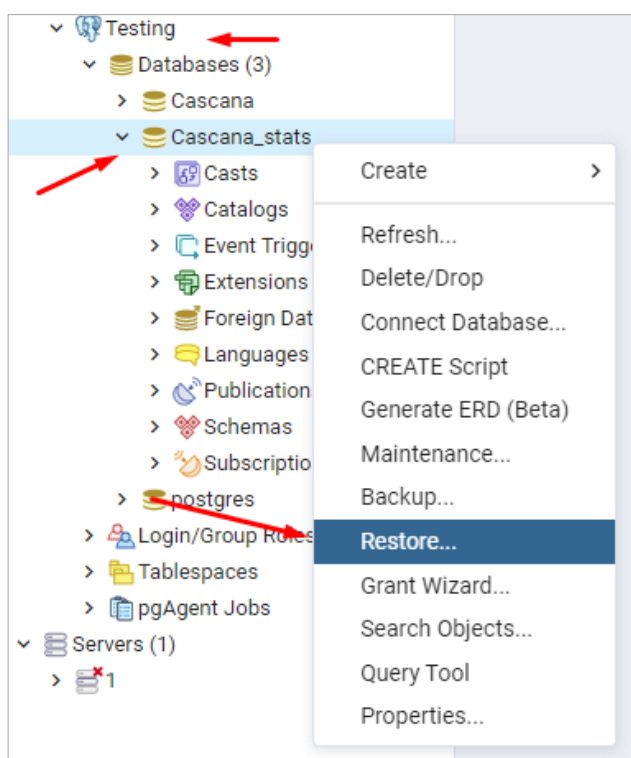 Testing
Databases (3)
Cascana
Cascana_stats
Casts
Catalogs
Event Trigg
Extensions
Foreign Dat
Languages
Publication
Schemas
Subscriptio
postgres
Login/Group Roles
Tablespaces
pgAgent Jobs
Servers (1)
1
Create
Refresh...
Delete/Drop
Connect Database...
CREATE Script
Generate ERD (Beta)
Maintenance...
Backup...
Restore...
Grant Wizard...
Search Objects...
Query Tool
Properties...